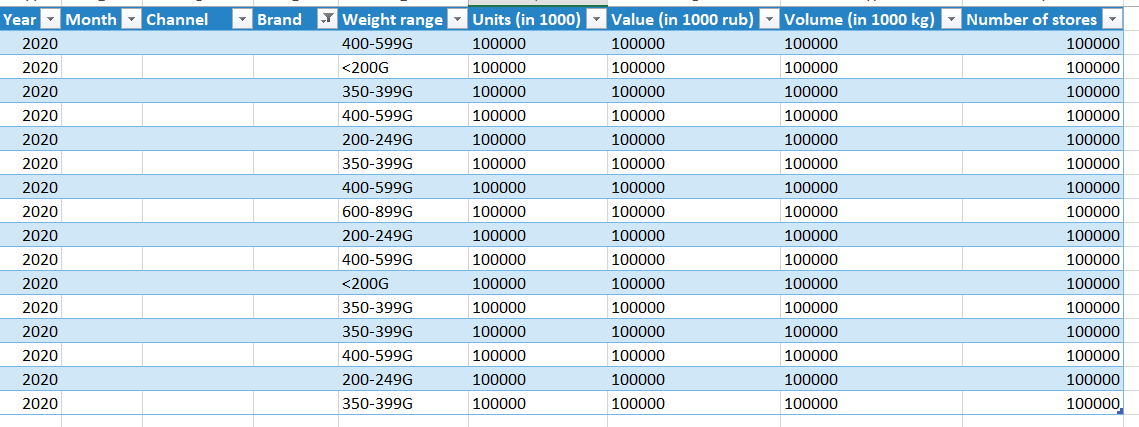 Year Month Channel Brand Weight range Units (in 1000) Value (in 1000 rub) Volume (in 1000 kg) Number of stores
2020 400-599G 100000 100000 100000 100000
2020 <200G 100000 100000 100000 100000
2020 350-399G 100000 100000 100000 100000
2020 400-599G 100000 100000 100000 100000
2020 200-249G 100000 100000 100000 100000
2020 350-399G 100000 100000 100000 100000
2020 400-599G 100000 100000 100000 100000
2020 600-899G 100000 100000 100000 100000
2020 200-249G 100000 100000 100000 100000
2020 400-599G 100000 100000 100000 100000
2020 <200G 100000 100000 100000 100000
2020 350-399G 100000 100000 100000 100000
2020 350-399G 100000 100000 100000 100000
2020 400-599G 100000 100000 100000 100000
2020 200-249G 100000 100000 100000 100000
2020 350-399G 100000 100000 100000 100000